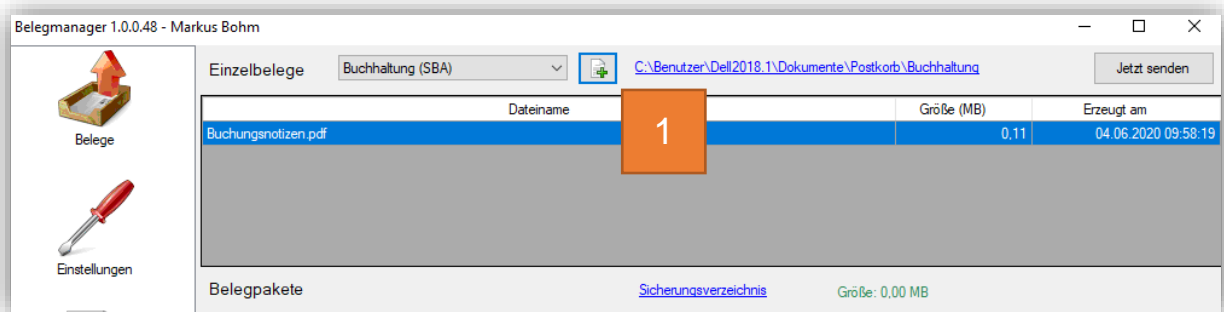 Belegmanager 1.0.0.48 - Markus Bohm
Einzelbelege Buchhaltung (SBA) C:\Benutzer\Dell2018.1\Dokumente\Postkorb\Buchhaltung Jetzt senden
Dateiname Größe (MB) Erzeugt am
Buchungsnotizen.pdf 0,11 04.06.2020 09:58:19
1
Belege
Einstellungen
Belegpakete Sicherungsverzeichnis Größe: 0,00 MB